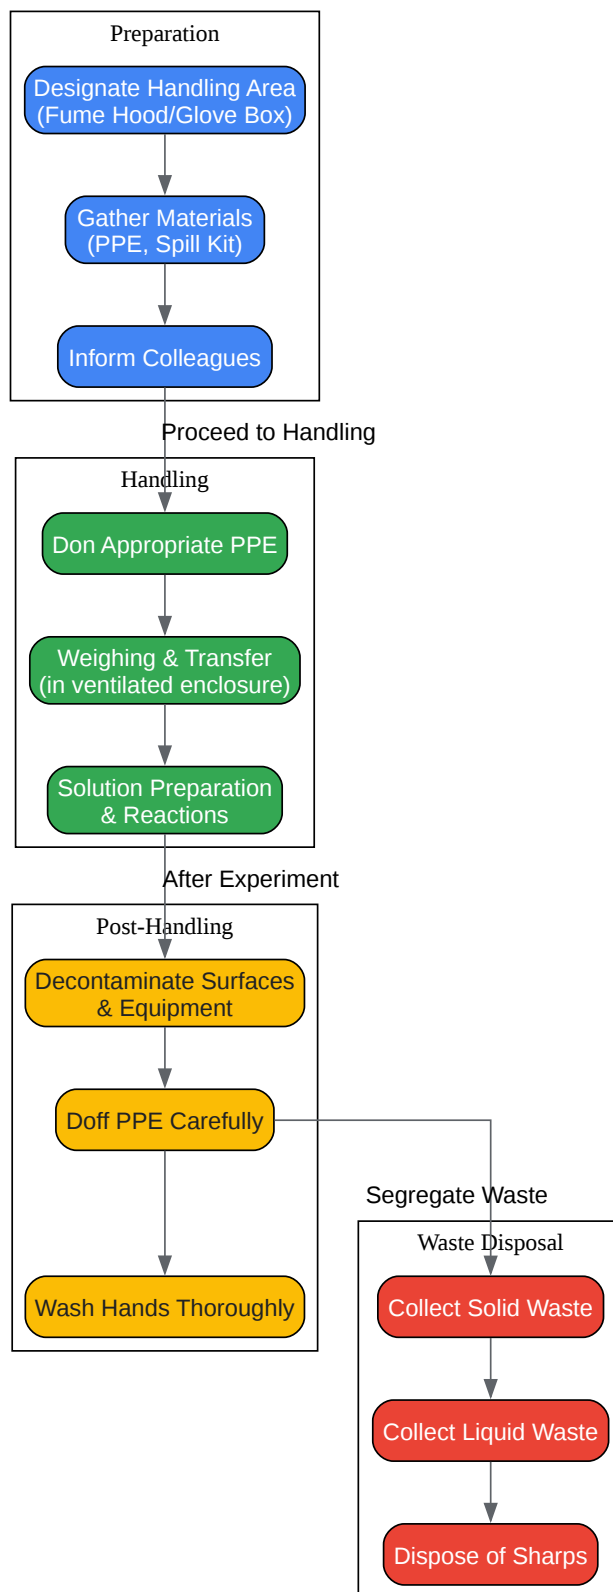 Preparation
Designate Handling Area
(Fume Hood/Glove Box)
Gather Materials
(PPE, Spill Kit)
Inform Colleagues
Proceed to Handling
Handling
Don Appropriate PPE
Weighing & Transfer
(in ventilated enclosure)
Solution Preparation
& Reactions
After Experiment
Post-Handling
Decontaminate Surfaces
& Equipment
Doff PPE Carefully
Segregate Waste
Waste Disposal
Wash Hands Thoroughly
Collect Solid Waste
Collect Liquid Waste
Dispose of Sharps